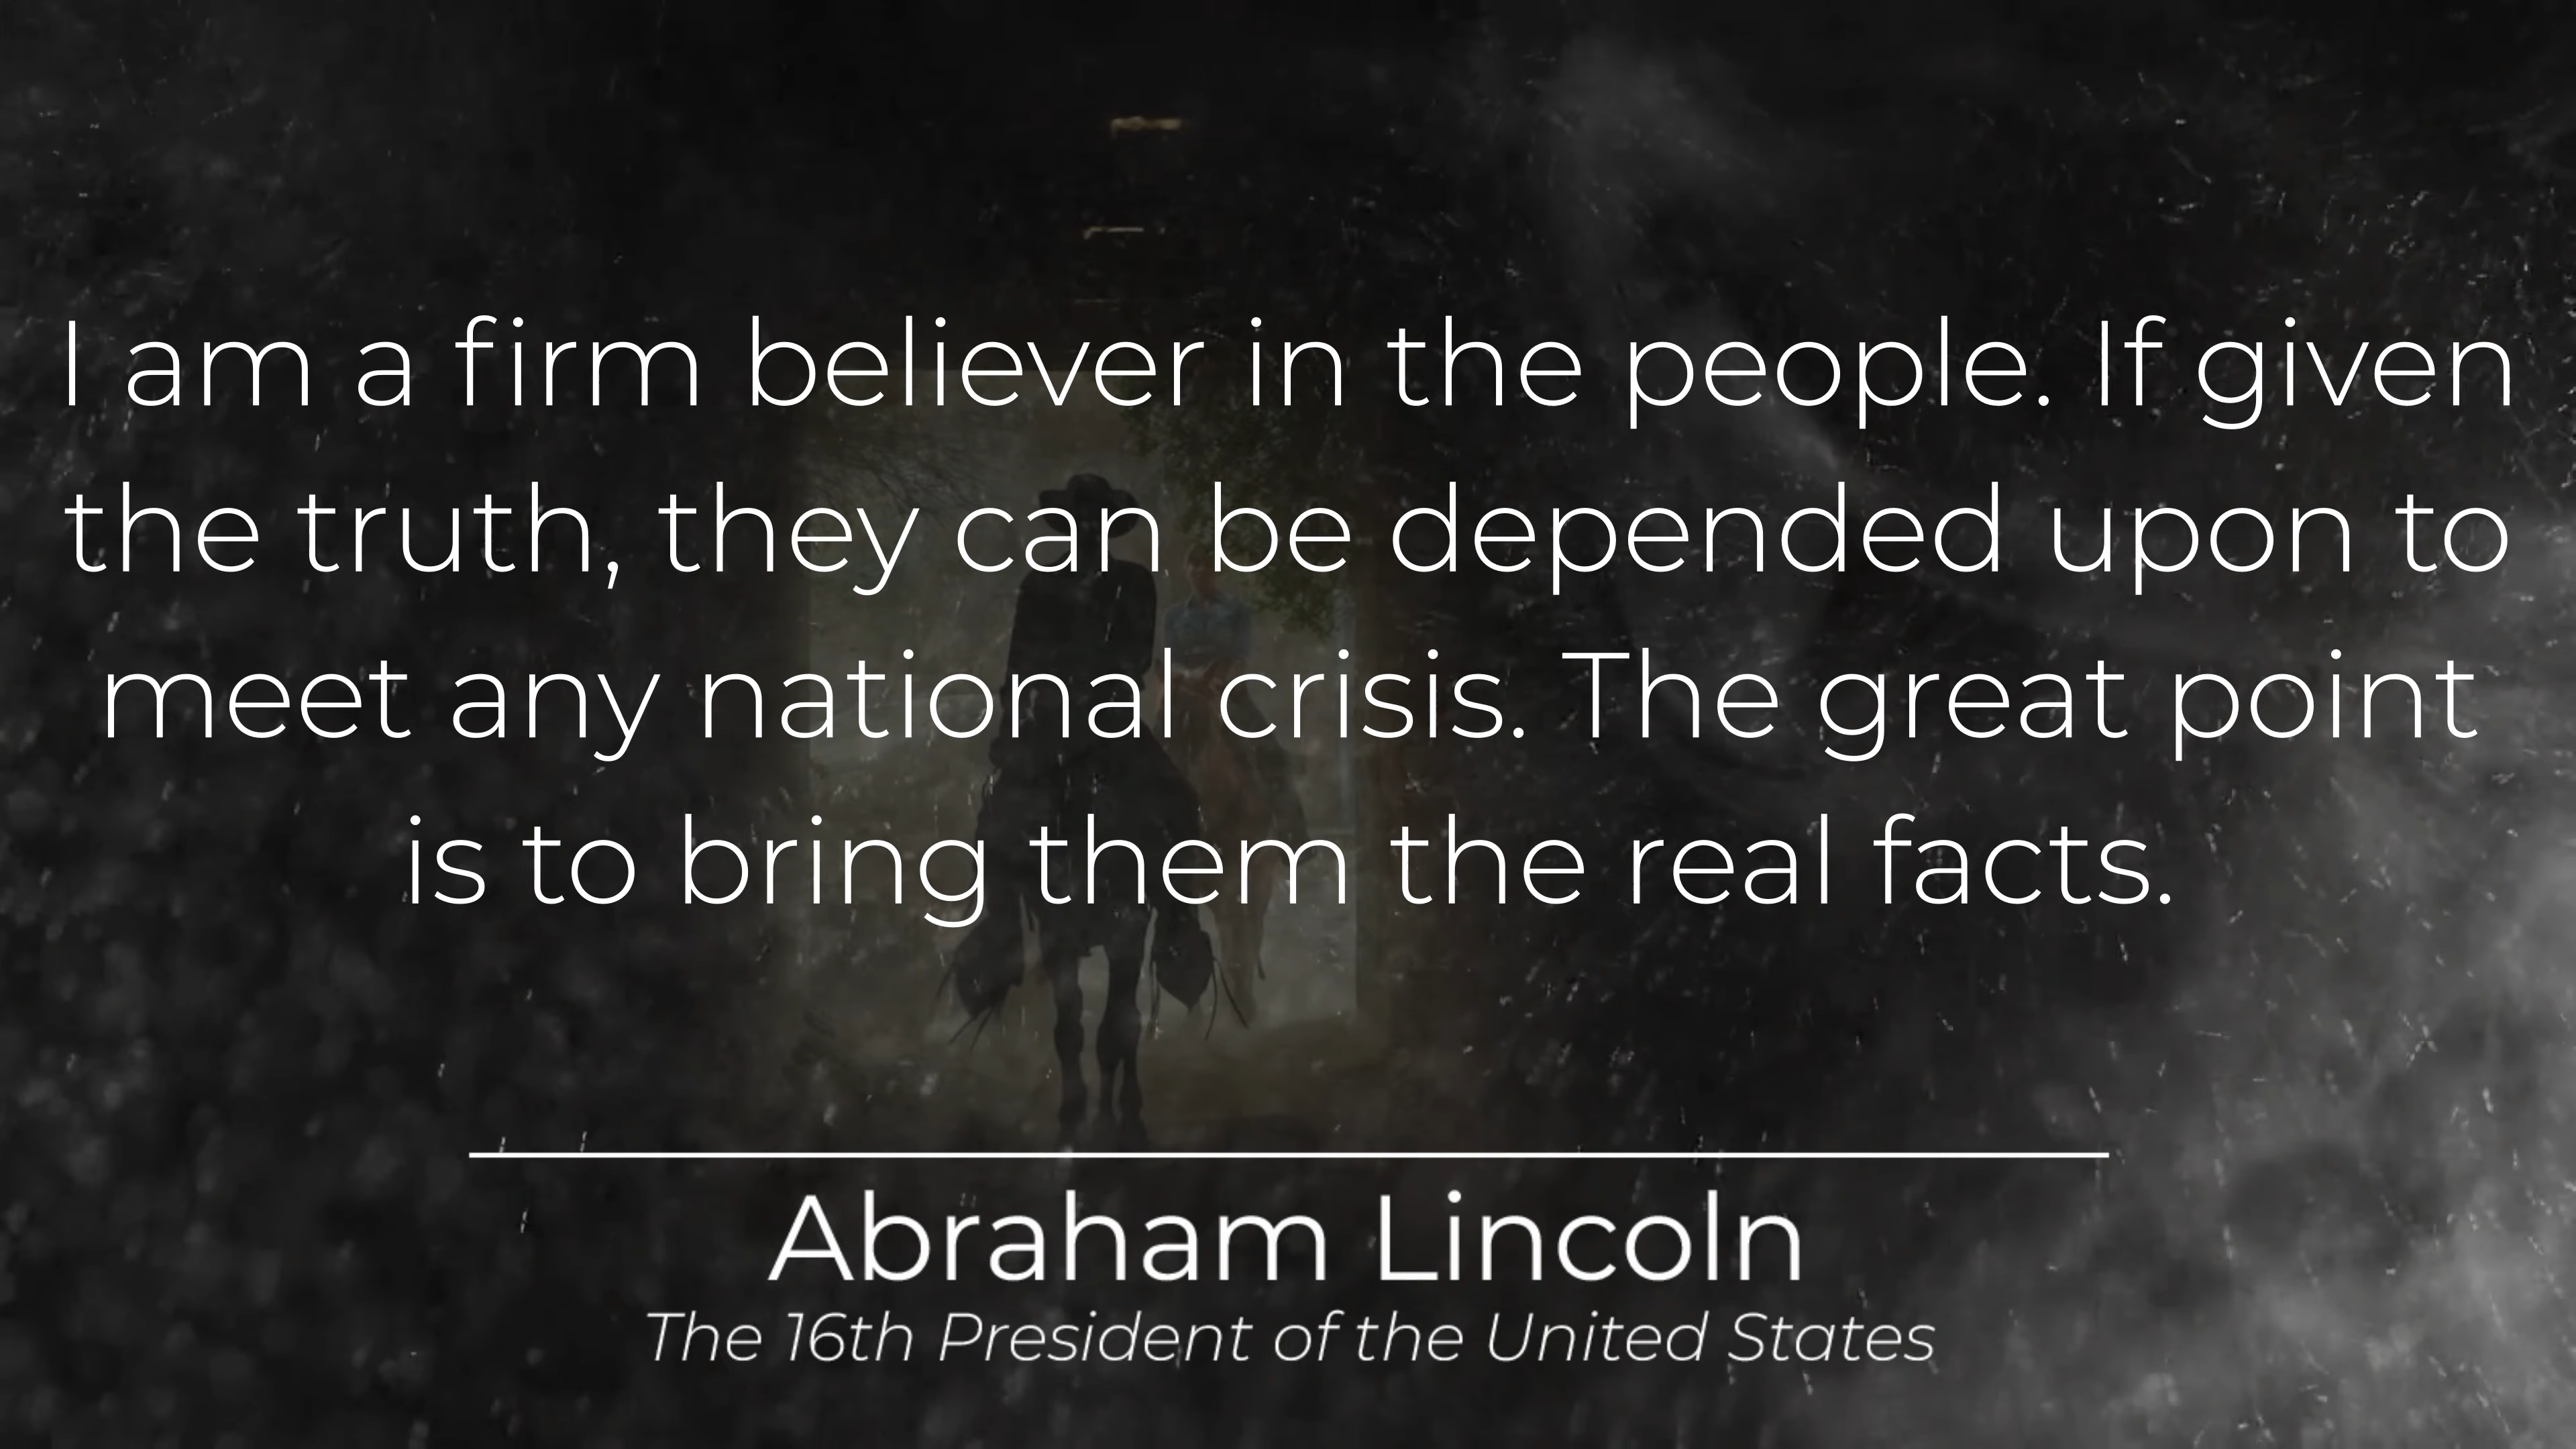 I am a firm believer in the people. If given
the truth, they can be depended upon to
meet any national crisis. The great point
is to bring them the real facts.
Abraham Lincoln
The 16th President of the United States